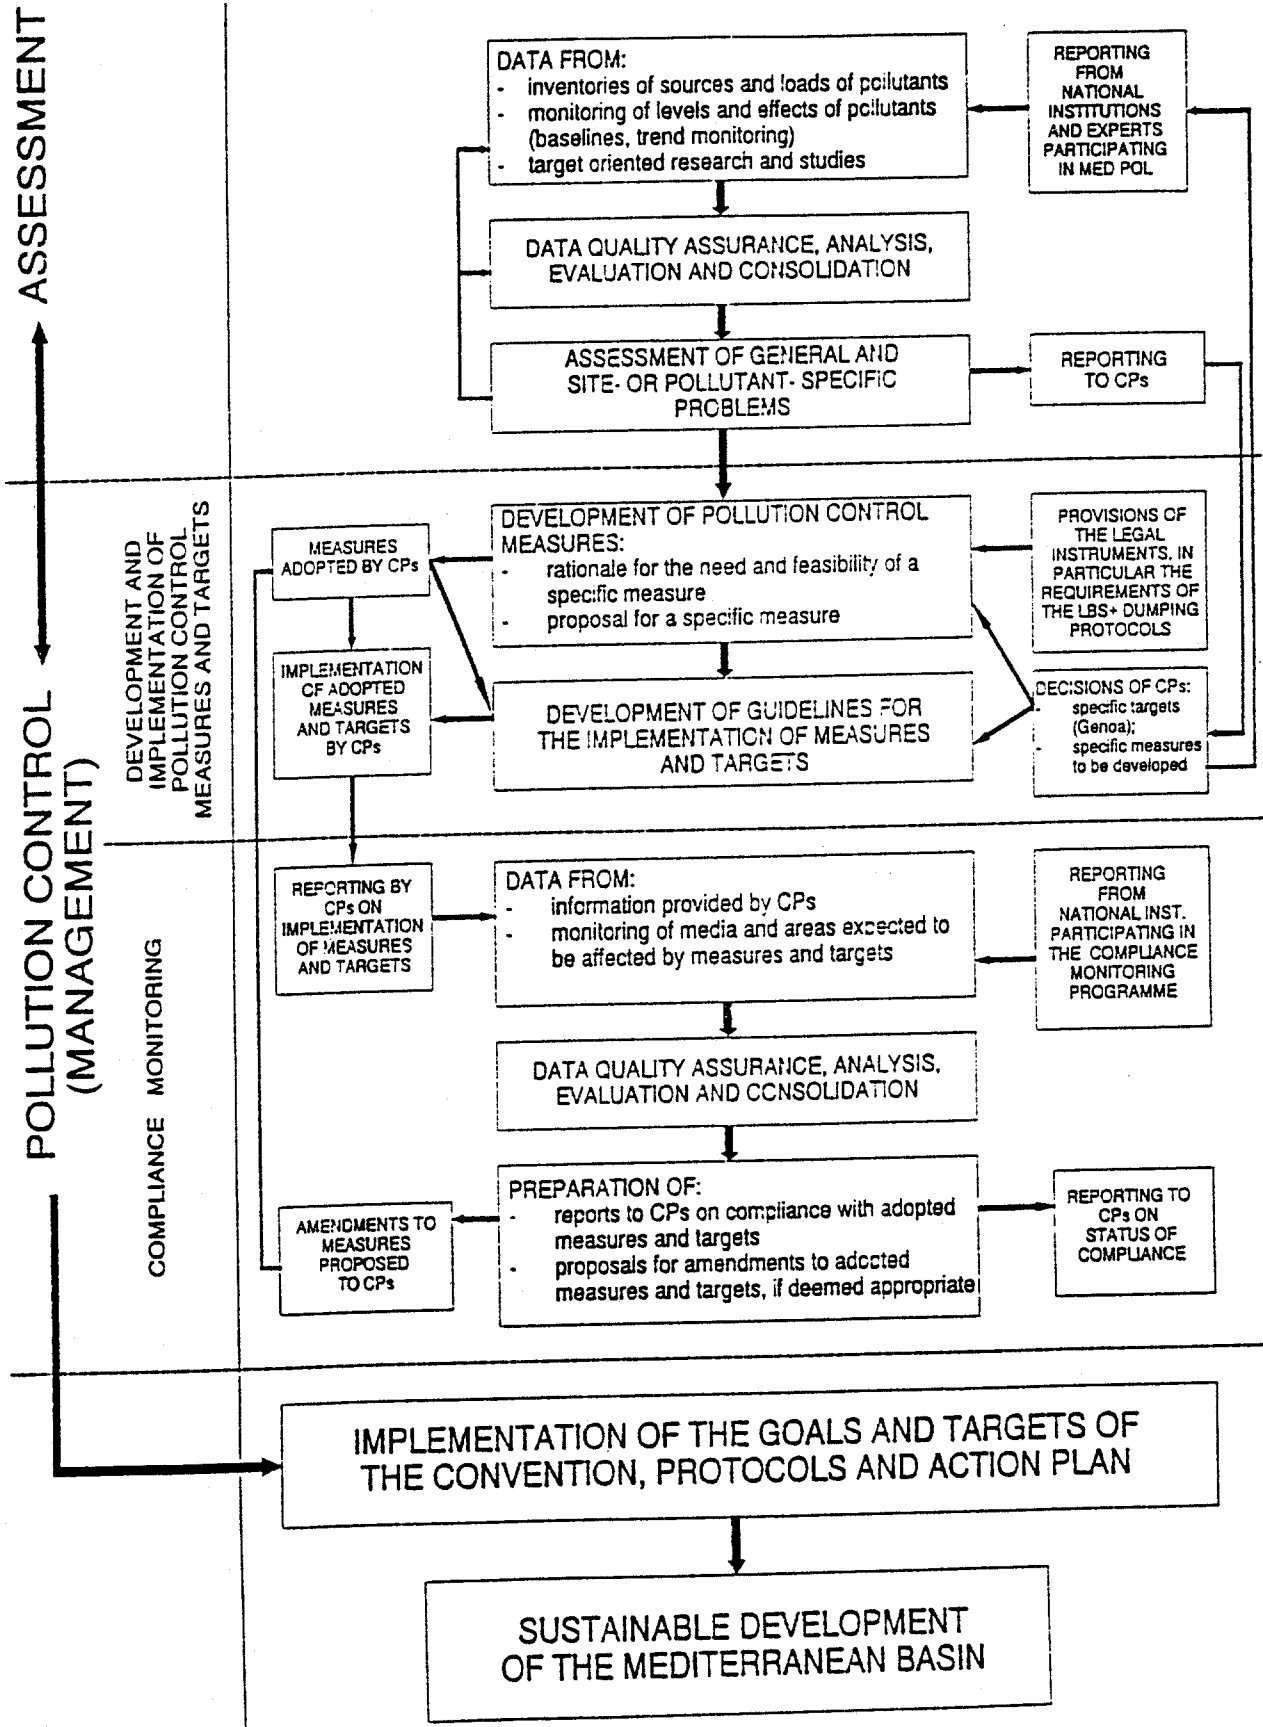 ASSESSMENT
DATA FROM:
- inventories of sources and loads of pollutants
- monitoring of levels and effects of pollutants
(baselines, trend monitoring)
- target oriented research and studies
REPORTING
FROM
NATIONAL
INSTITUTIONS
AND EXPERTS
PARTICIPATING
IN MED POL
DATA QUALITY ASSURANCE, ANALYSIS,
EVALUATION AND CONSOLIDATION
ASSESSMENT OF GENERAL AND
SITE- OR POLLUTANT- SPECIFIC
PROBLEMS
REPORTING
TO CPs
POLLUTION CONTROL
(MANAGEMENT)
DEVELOPMENT AND
IMPLEMENTATION OF
POLLUTION CONTROL
MEASURES AND TARGETS
MEASURES
ADOPTED BY CPs
DEVELOPMENT OF POLLUTION CONTROL
MEASURES:
- rationale for the need and feasibility of a
specific measure
- proposal for a specific measure
PROVISIONS OF
THE LEGAL
INSTRUMENTS, IN
PARTICULAR THE
REQUIREMENTS OF
THE LBS+ DUMPING
PROTOCOLS
IMPLEMENTATION
OF ADOPTED
MEASURES
AND TARGETS
BY CPs
DEVELOPMENT OF GUIDELINES FOR
THE IMPLEMENTATION OF MEASURES
AND TARGETS
DECISIONS OF CPs:
- specific targets
(Genoa);
- specific measures
to be developed
COMPLIANCE MONITORING
REPORTING BY
CPs ON
IMPLEMENTATION
OF MEASURES
AND TARGETS
DATA FROM:
- information provided by CPs
- monitoring of media and areas expected to
be affected by measures and targets
REPORTING
FROM
NATIONAL INST.
PARTICIPATING IN
THE COMPLIANCE
MONITORING
PROGRAMME
DATA QUALITY ASSURANCE, ANALYSIS,
EVALUATION AND CONSOLIDATION
AMENDMENTS TO
MEASURES
PROPOSED
TO CPs
PREPARATION OF:
- reports to CPs on compliance with adopted
measures and targets
- proposals for amendments to adopted
measures and targets, if deemed appropriate
REPORTING TO
CPs ON
STATUS OF
COMPLIANCE
IMPLEMENTATION OF THE GOALS AND TARGETS OF
THE CONVENTION, PROTOCOLS AND ACTION PLAN
SUSTAINABLE DEVELOPMENT
OF THE MEDITERRANEAN BASIN